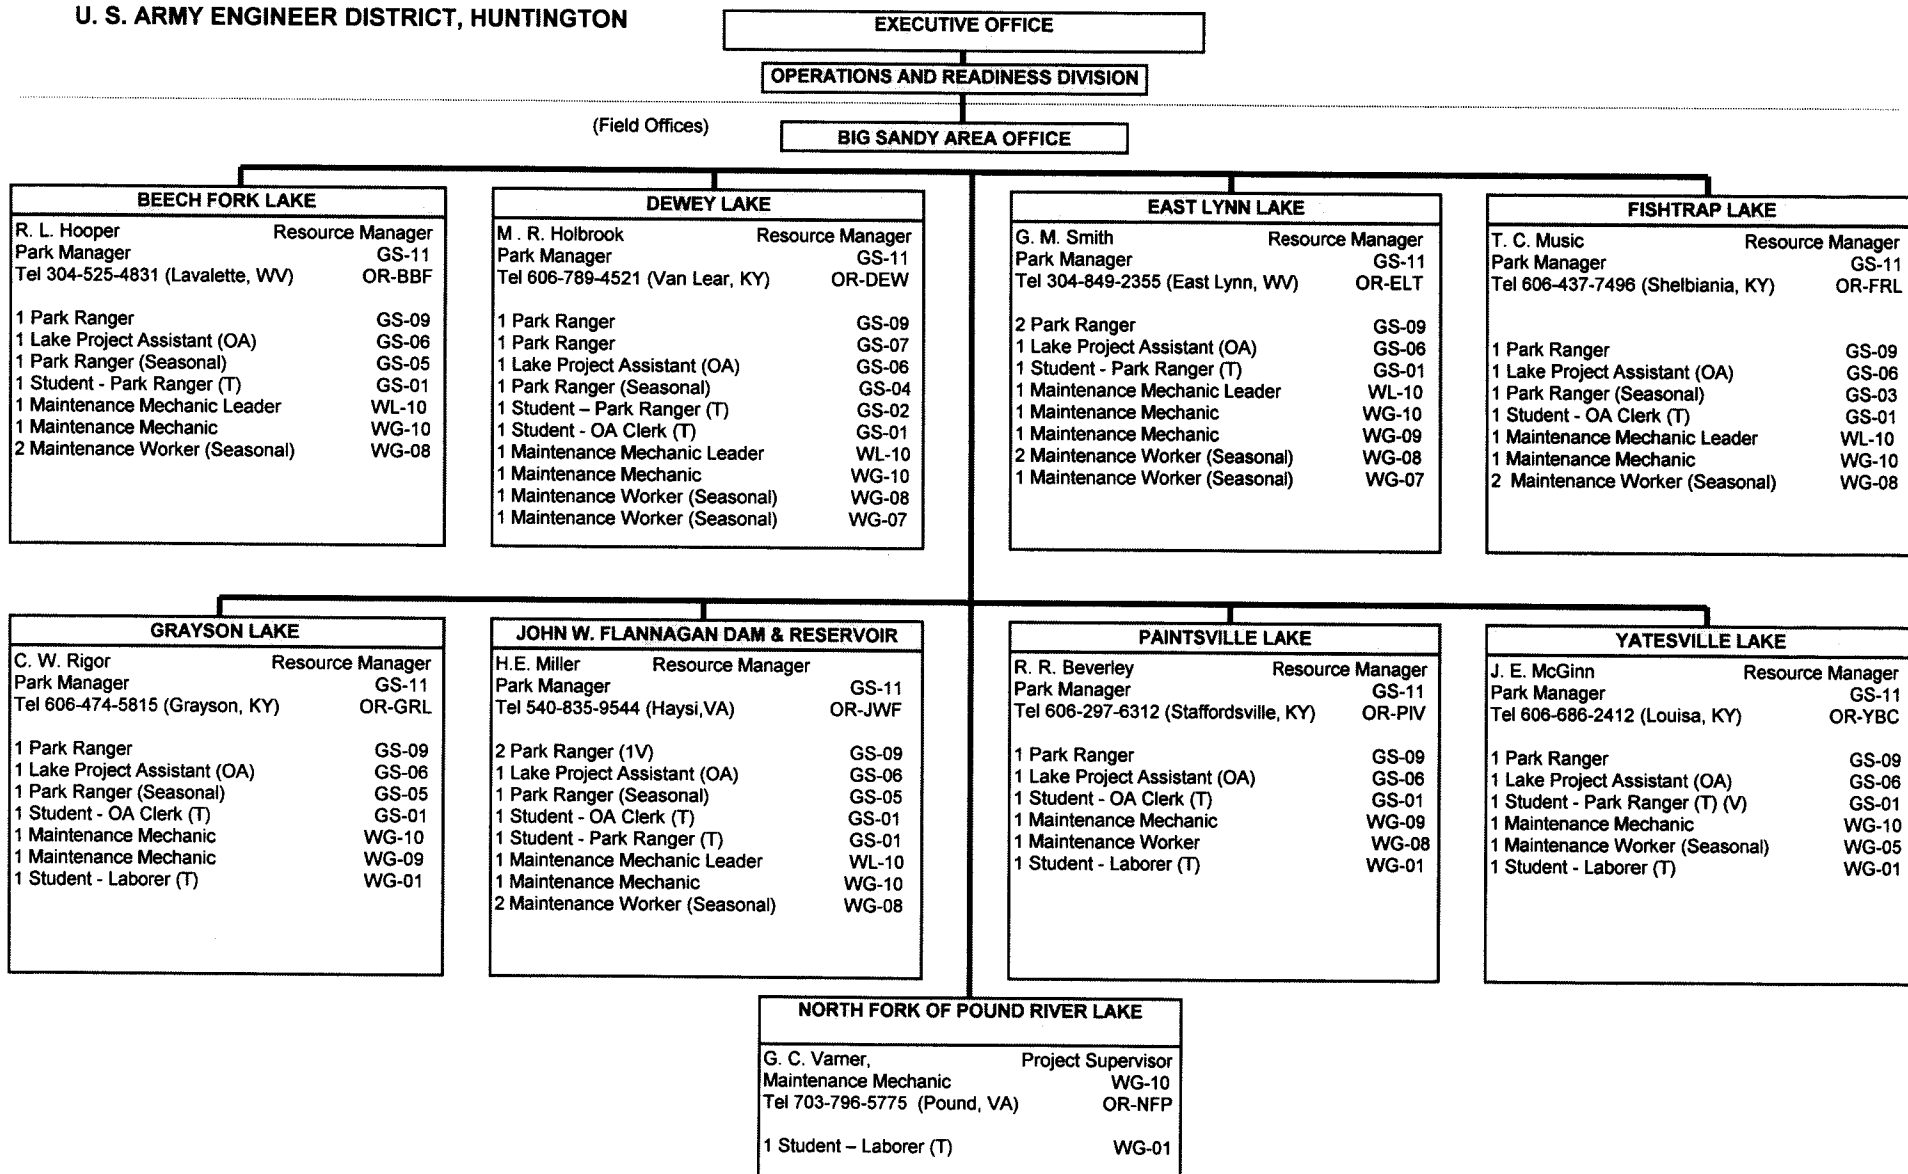 U. S. ARMY ENGINEER DISTRICT, HUNTINGTON
EXECUTIVE OFFICE
OPERATIONS AND READINESS DIVISION
(Field Offices)
BIG SANDY AREA OFFICE
BEECH FORK LAKE
R. L. Hooper Resource Manager
Park Manager GS-11
Tel 304-525-4831 (Lavalette, WV) OR-BBF
1 Park Ranger GS-09
1 Lake Project Assistant (OA) GS-06
1 Park Ranger (Seasonal) GS-05
1 Student - Park Ranger (T) GS-01
1 Maintenance Mechanic Leader WL-10
1 Maintenance Mechanic WG-10
2 Maintenance Worker (Seasonal) WG-08
DEWEY LAKE
M . R. Holbrook Resource Manager
Park Manager GS-11
Tel 606-789-4521 (Van Lear, KY) OR-DEW
1 Park Ranger GS-09
1 Park Ranger GS-07
1 Lake Project Assistant (OA) GS-06
1 Park Ranger (Seasonal) GS-04
1 Student – Park Ranger (T) GS-02
1 Student - OA Clerk (T) GS-01
1 Maintenance Mechanic Leader WL-10
1 Maintenance Mechanic WG-10
1 Maintenance Worker (Seasonal) WG-08
1 Maintenance Worker (Seasonal) WG-07
EAST LYNN LAKE
G. M. Smith Resource Manager
Park Manager GS-11
Tel 304-849-2355 (East Lynn, WV) OR-ELT
2 Park Ranger GS-09
1 Lake Project Assistant (OA) GS-06
1 Student - Park Ranger (T) GS-01
1 Maintenance Mechanic Leader WL-10
1 Maintenance Mechanic WG-10
1 Maintenance Mechanic WG-09
2 Maintenance Worker (Seasonal) WG-08
1 Maintenance Worker (Seasonal) WG-07
FISHTRAP LAKE
T. C. Music Resource Manager
Park Manager GS-11
Tel 606-437-7496 (Shelbiania, KY) OR-FRL
1 Park Ranger GS-09
1 Lake Project Assistant (OA) GS-06
1 Park Ranger (Seasonal) GS-03
1 Student - OA Clerk (T) GS-01
1 Maintenance Mechanic Leader WL-10
1 Maintenance Mechanic WG-10
2 Maintenance Worker (Seasonal) WG-08
GRAYSON LAKE
C. W. Rigor Resource Manager
Park Manager GS-11
Tel 606-474-5815 (Grayson, KY) OR-GRL
1 Park Ranger GS-09
1 Lake Project Assistant (OA) GS-06
1 Park Ranger (Seasonal) GS-05
1 Student - OA Clerk (T) GS-01
1 Maintenance Mechanic WG-10
1 Maintenance Mechanic WG-09
1 Student - Laborer (T) WG-01
JOHN W. FLANNAGAN DAM & RESERVOIR
H.E. Miller Resource Manager
Park Manager GS-11
Tel 540-835-9544 (Haysi,VA) OR-JWF
2 Park Ranger (1V) GS-09
1 Lake Project Assistant (OA) GS-06
1 Park Ranger (Seasonal) GS-05
1 Student - OA Clerk (T) GS-01
1 Student - Park Ranger (T) GS-01
1 Maintenance Mechanic Leader WL-10
1 Maintenance Mechanic WG-10
2 Maintenance Worker (Seasonal) WG-08
PAINTSVILLE LAKE
R. R. Beverley Resource Manager
Park Manager GS-11
Tel 606-297-6312 (Staffordsville, KY) OR-PIV
1 Park Ranger GS-09
1 Lake Project Assistant (OA) GS-06
1 Student - OA Clerk (T) GS-01
1 Maintenance Mechanic WG-09
1 Maintenance Worker WG-08
1 Student - Laborer (T) WG-01
YATESVILLE LAKE
J. E. McGinn Resource Manager
Park Manager GS-11
Tel 606-686-2412 (Louisa, KY) OR-YBC
1 Park Ranger GS-09
1 Lake Project Assistant (OA) GS-06
1 Student - Park Ranger (T) (V) GS-01
1 Maintenance Mechanic WG-10
1 Maintenance Worker (Seasonal) WG-05
1 Student - Laborer (T) WG-01
NORTH FORK OF POUND RIVER LAKE
G. C. Varner, Project Supervisor
Maintenance Mechanic WG-10
Tel 703-796-5775 (Pound, VA) OR-NFP
1 Student – Laborer (T) WG-01